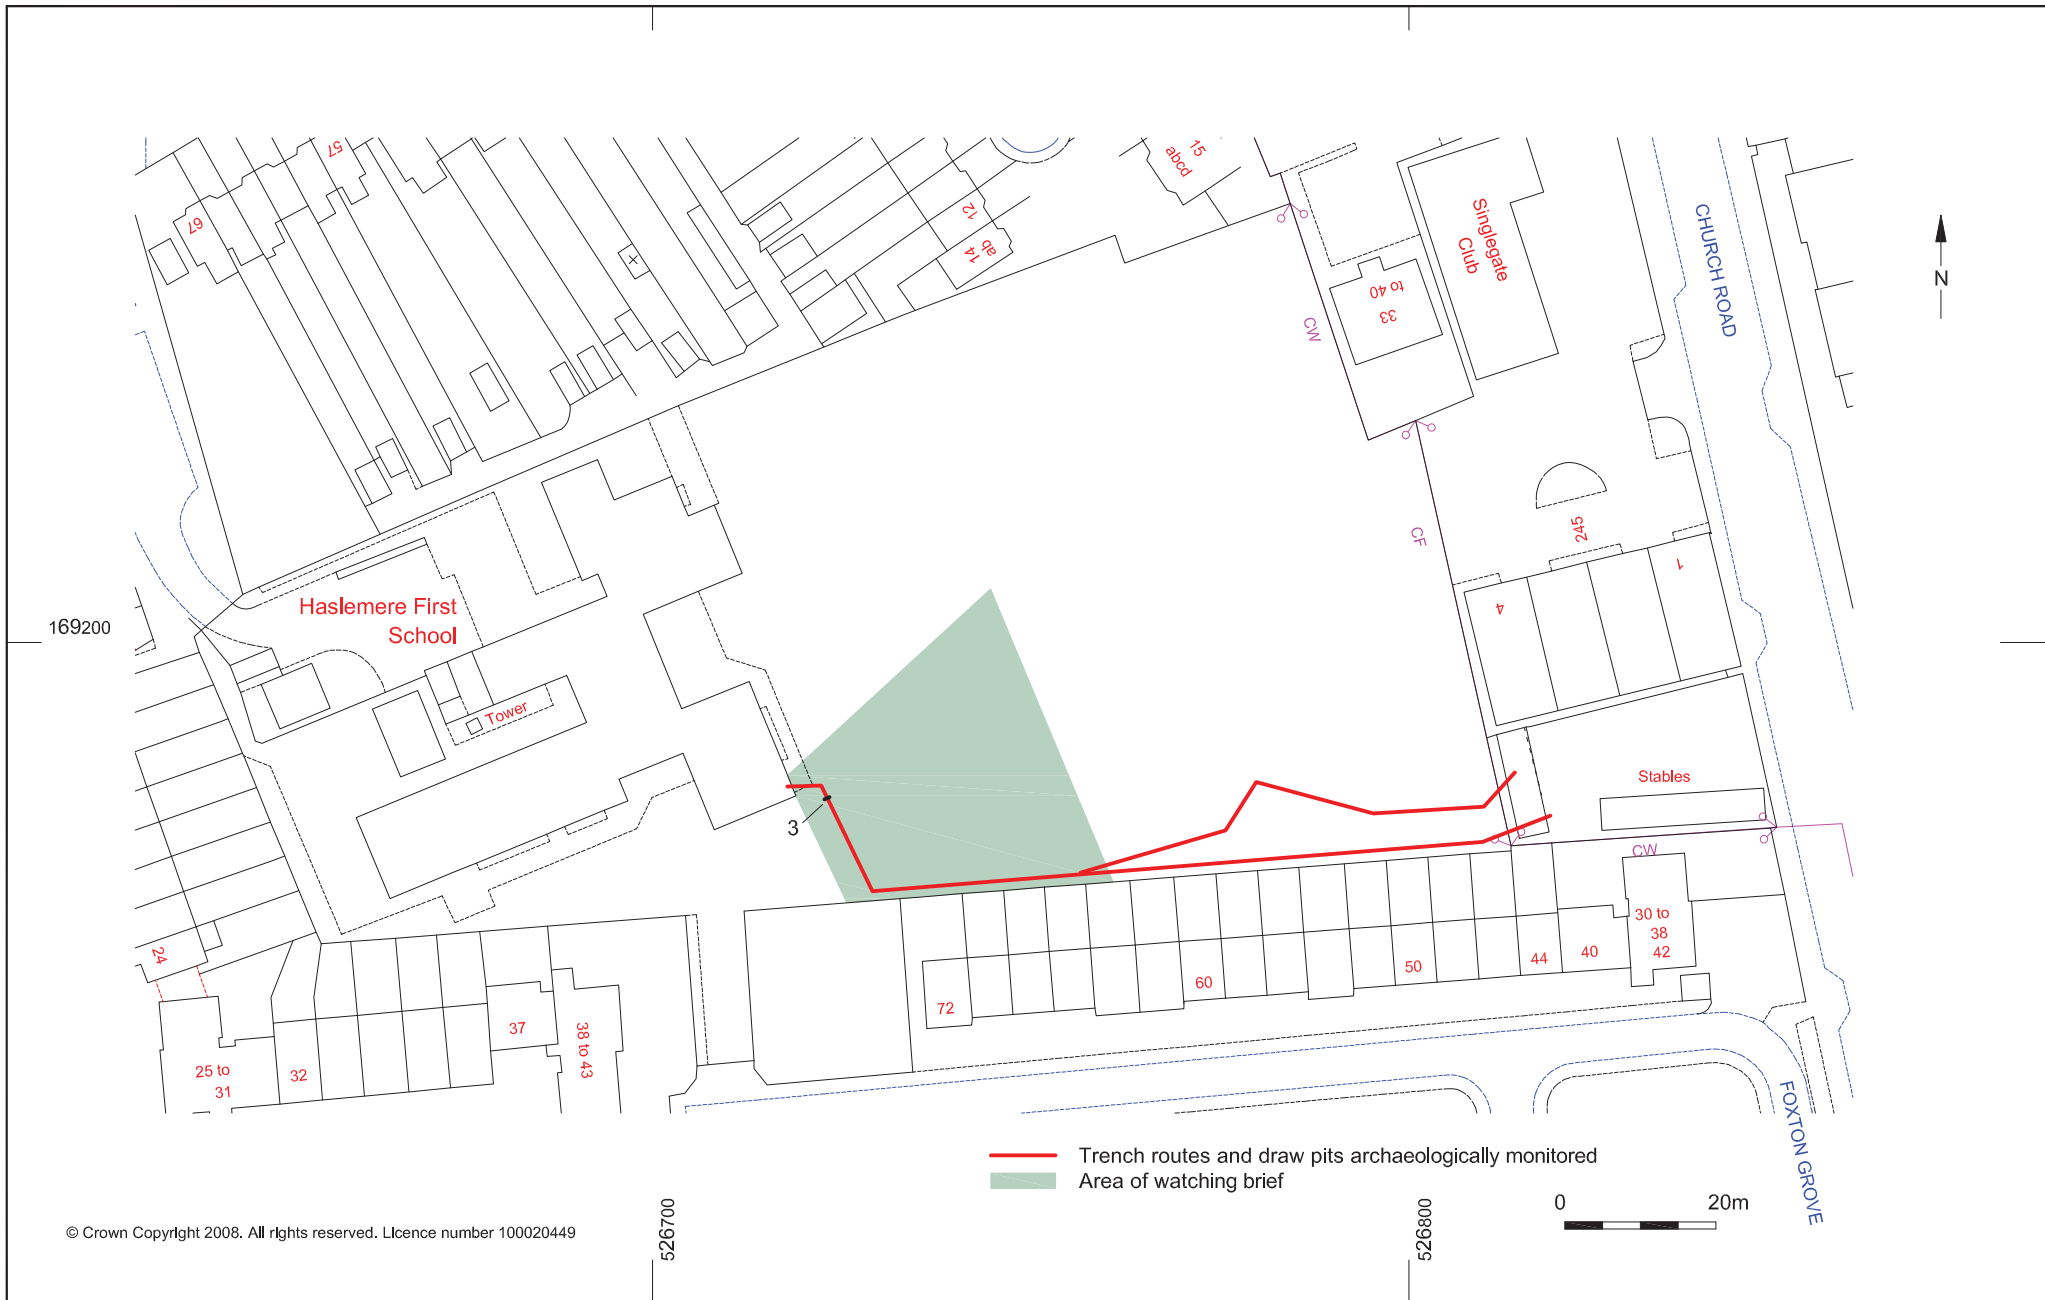 57
67
15
abcd
12
14
ab
Singlegate
Club
CHURCH ROAD
33
to 40
CW
N
CF
245
1
4
169200
Haslemere First
School
Tower
Stables
3
CW
24
72
60
50
44
40
30 to
38
42
25 to
31
32
37
38 to 43
FOXTON GROVE
Trench routes and draw pits archaeologically monitored
Area of watching brief
0 20m
526700
526800
© Crown Copyright 2008. All rights reserved. Licence number 100020449